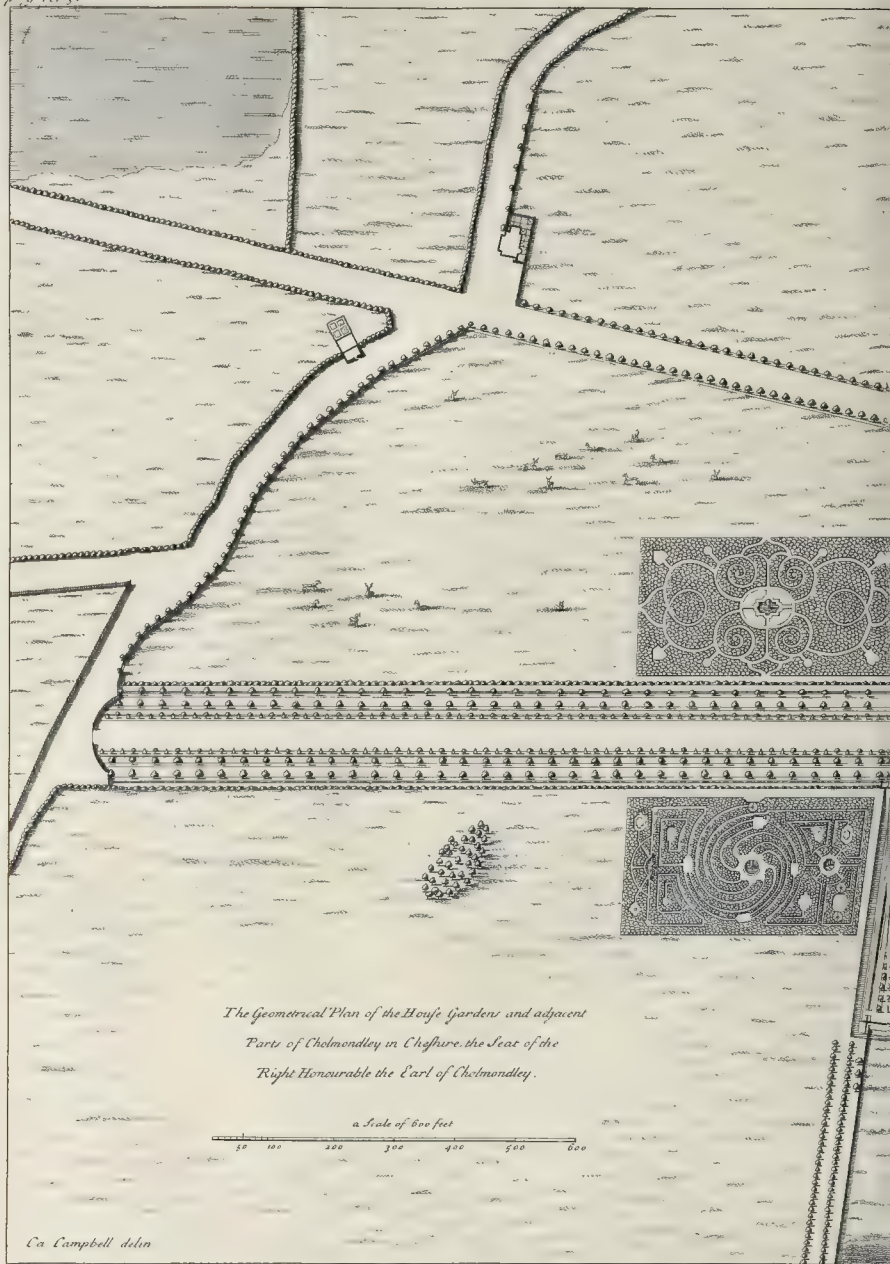 The Geometrical Plan of the House Gardens and adjacent
Parts of Cholmondley in Cheshire, the Seat of the
Right Honourable the Earl of Cholmondley.
a Scale of 600 feet
50 100 200 300 400 500 600
Ca Campbell delin